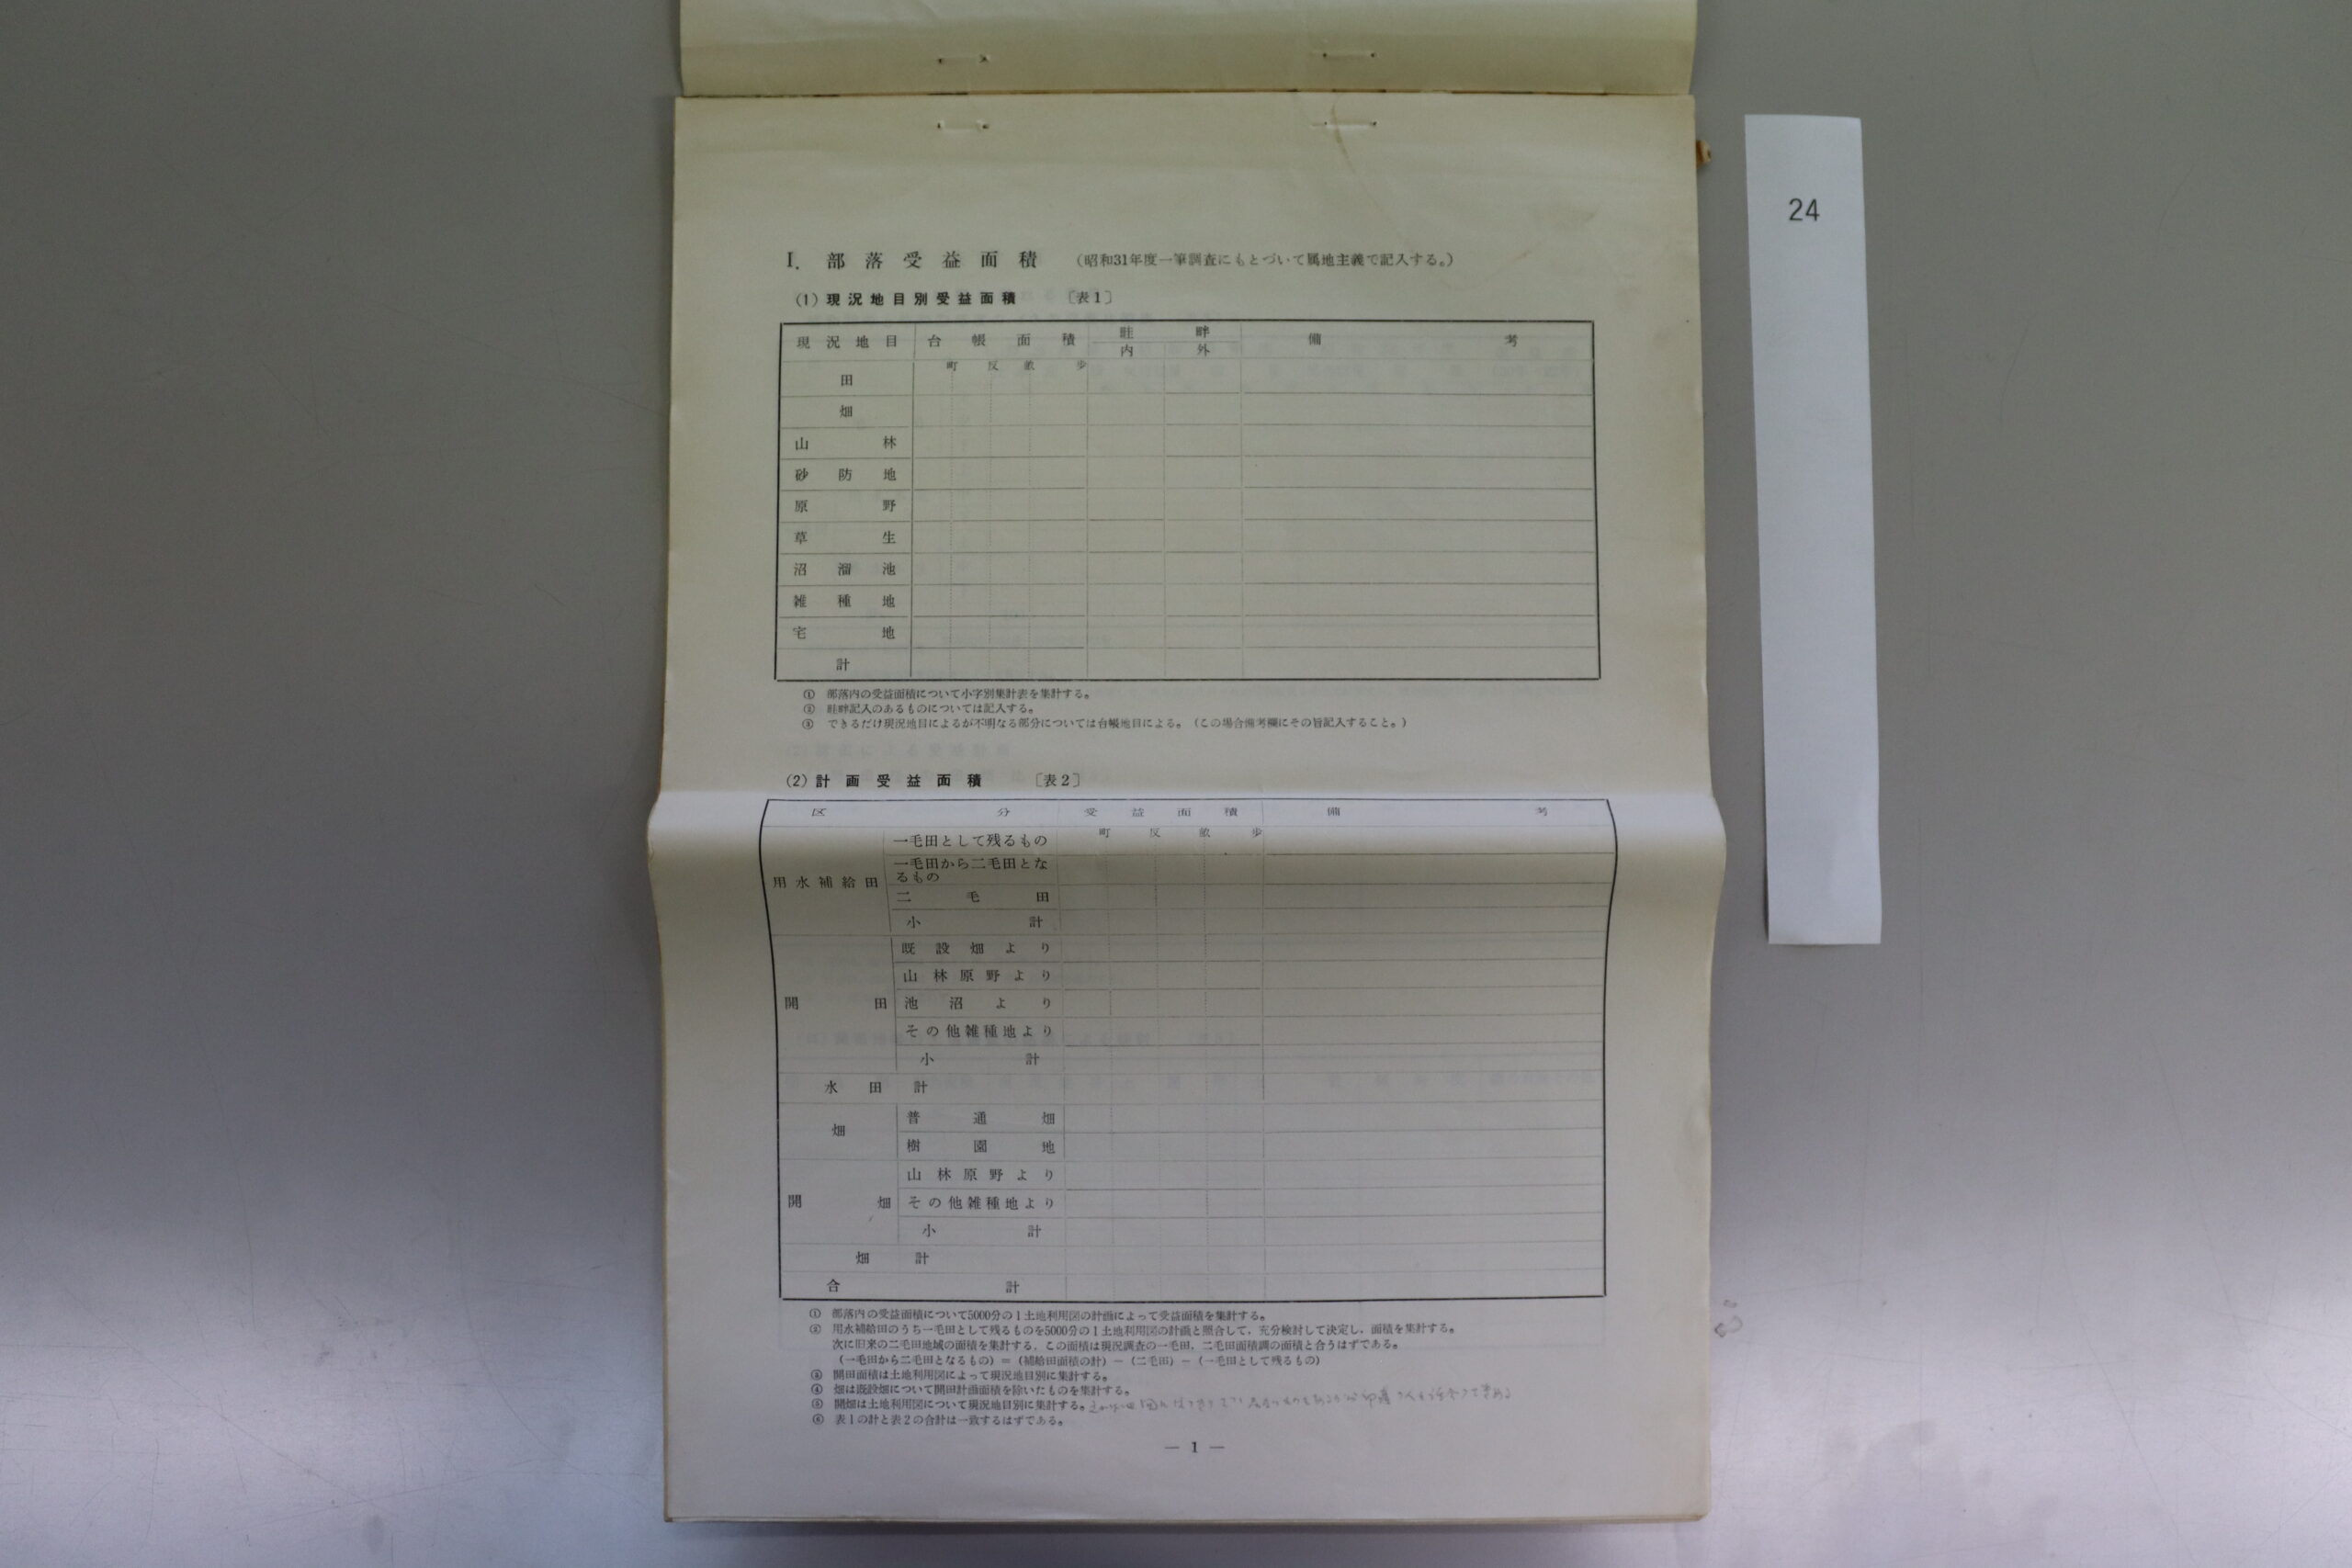 24
I. 部落受益面積 （昭和31年度一筆調査にもとづいて属地主義で記入する。）
(1) 現況地目別受益面積 〔表1〕
現況地目 台帳面積 畦畔 備考
内 外
町 反 畝 歩
田
畑
山林
砂防地
原野
草生
沼溜池
雑種地
宅地
計
① 部落内の受益面積について小字別集計表を集計する。
② 畦畔記入のあるものについては記入する。
③ できるだけ現況地目によるが不明なる部分については台帳地目による。（この場合備考欄にその旨記入すること。）
(2) 計画受益面積 〔表2〕
区分 受益面積 備考
町 反 畝 歩
用水補給田 一毛田として残るもの
一毛田から二毛田となるもの
二毛田
小計
開田 既設畑より
山林原野より
池沼より
その他雑種地より
小計
水田計
畑 普通畑
樹園地
開畑 山林原野より
その他雑種地より
小計
畑計
合計
① 部落内の受益面積について5000分の1土地利用図の計画によって受益面積を集計する。
② 用水補給田のうち一毛田として残るものを5000分の1土地利用図の計画と照合して，充分検討して決定し，面積を集計する。
次に旧来の二毛田地域の面積を集計する，この面積は現況調査の一毛田，二毛田面積調の面積と合うはずである。
（一毛田から二毛田となるもの）＝（補給田面積の計）－（二毛田）－（一毛田として残るもの）
③ 開田面積は土地利用図によって現況地目別に集計する。
④ 畑は既設畑について開田計画面積を除いたものを集計する。
⑤ 開畑は土地利用図について現況地目別に集計する。
⑥ 表1の計と表2の合計は一致するはずである。
— 1 —